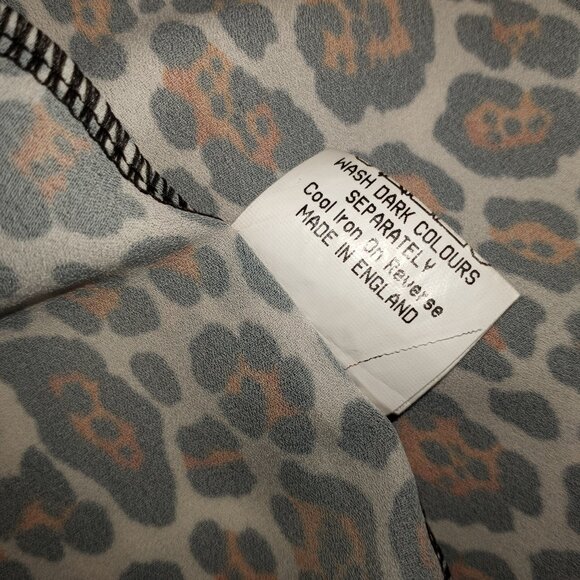 WASH DARK COLOURS
SEPARATELY
Cool Iron On Reverse
MADE IN ENGLAND